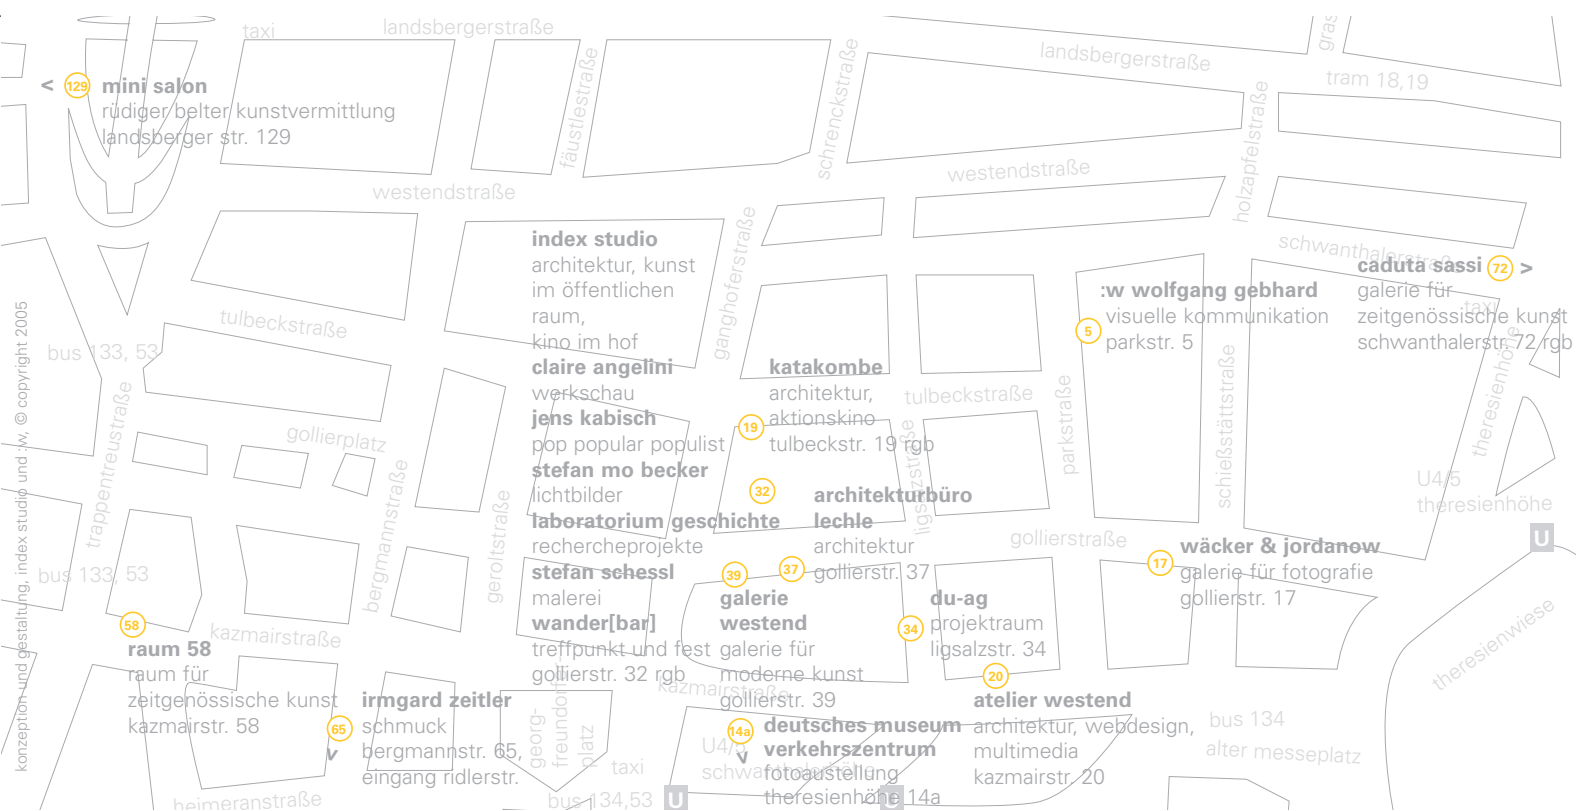 taxi
landsbergerstraße
landsbergerstraße
tram 18,19
gras
< 129 mini salon
rüdiger belter kunstvermittlung
landsberger str. 129
fäustlestraße
schrenckstraße
holzapfelstraße
westendstraße
westendstraße
schwanthalerstraße
ganghoferstraße
index studio
architektur, kunst
im öffentlichen
raum,
kino im hof
claire angelini
werkschau
jens kabisch
pop popular populist
stefan mo becker
lichtbilder
laboratorium geschichte
rechercheprojekte
stefan schessl
malerei
wander[bar]
treffpunkt und fest
gollierstr. 32 rgb
caduta sassi 72 >
galerie für
zeitgenössische kunst
schwanthalerstr. 72 rgb
taxi
:w wolfgang gebhard
visuelle kommunikation
5 parkstr. 5
tulbeckstraße
bus 133, 53
katakombe
architektur,
aktionskino
19 tulbeckstr. 19 rgb
tulbeckstraße
parkstraße
schießstättstraße
theresienhöhe
ligsalzstraße
trappentreustraße
gollierplatz
bergmannstraße
geroltstraße
32
architekturbüro
lechle
architektur
37 gollierstr. 37
U4/5
theresienhöhe
U
gollierstraße
wäcker & jordanow
17 galerie für fotografie
gollierstr. 17
bus 133, 53
39
galerie
westend
galerie für
moderne kunst
gollierstr. 39
du-ag
34 projektraum
ligsalzstr. 34
theresienwiese
58
raum 58
raum für
zeitgenössische kunst
kazmairstr. 58
kazmairstraße
kazmairstraße
irmgard zeitler
65 schmuck
bergmannstr. 65,
eingang ridlerstr.
>
georg-
freundorfer-
platz
14a deutsches museum
verkehrszentrum
fotoaustellung
theresienhöhe 14a
>
20
atelier westend
architektur, webdesign,
multimedia
kazmairstr. 20
bus 134
alter messeplatz
U4/5
schwanthalerhöhe
taxi
bus 134,53 U
U
heimeranstraße
konzeption und gestaltung, index studio und :w, © copyright 2005